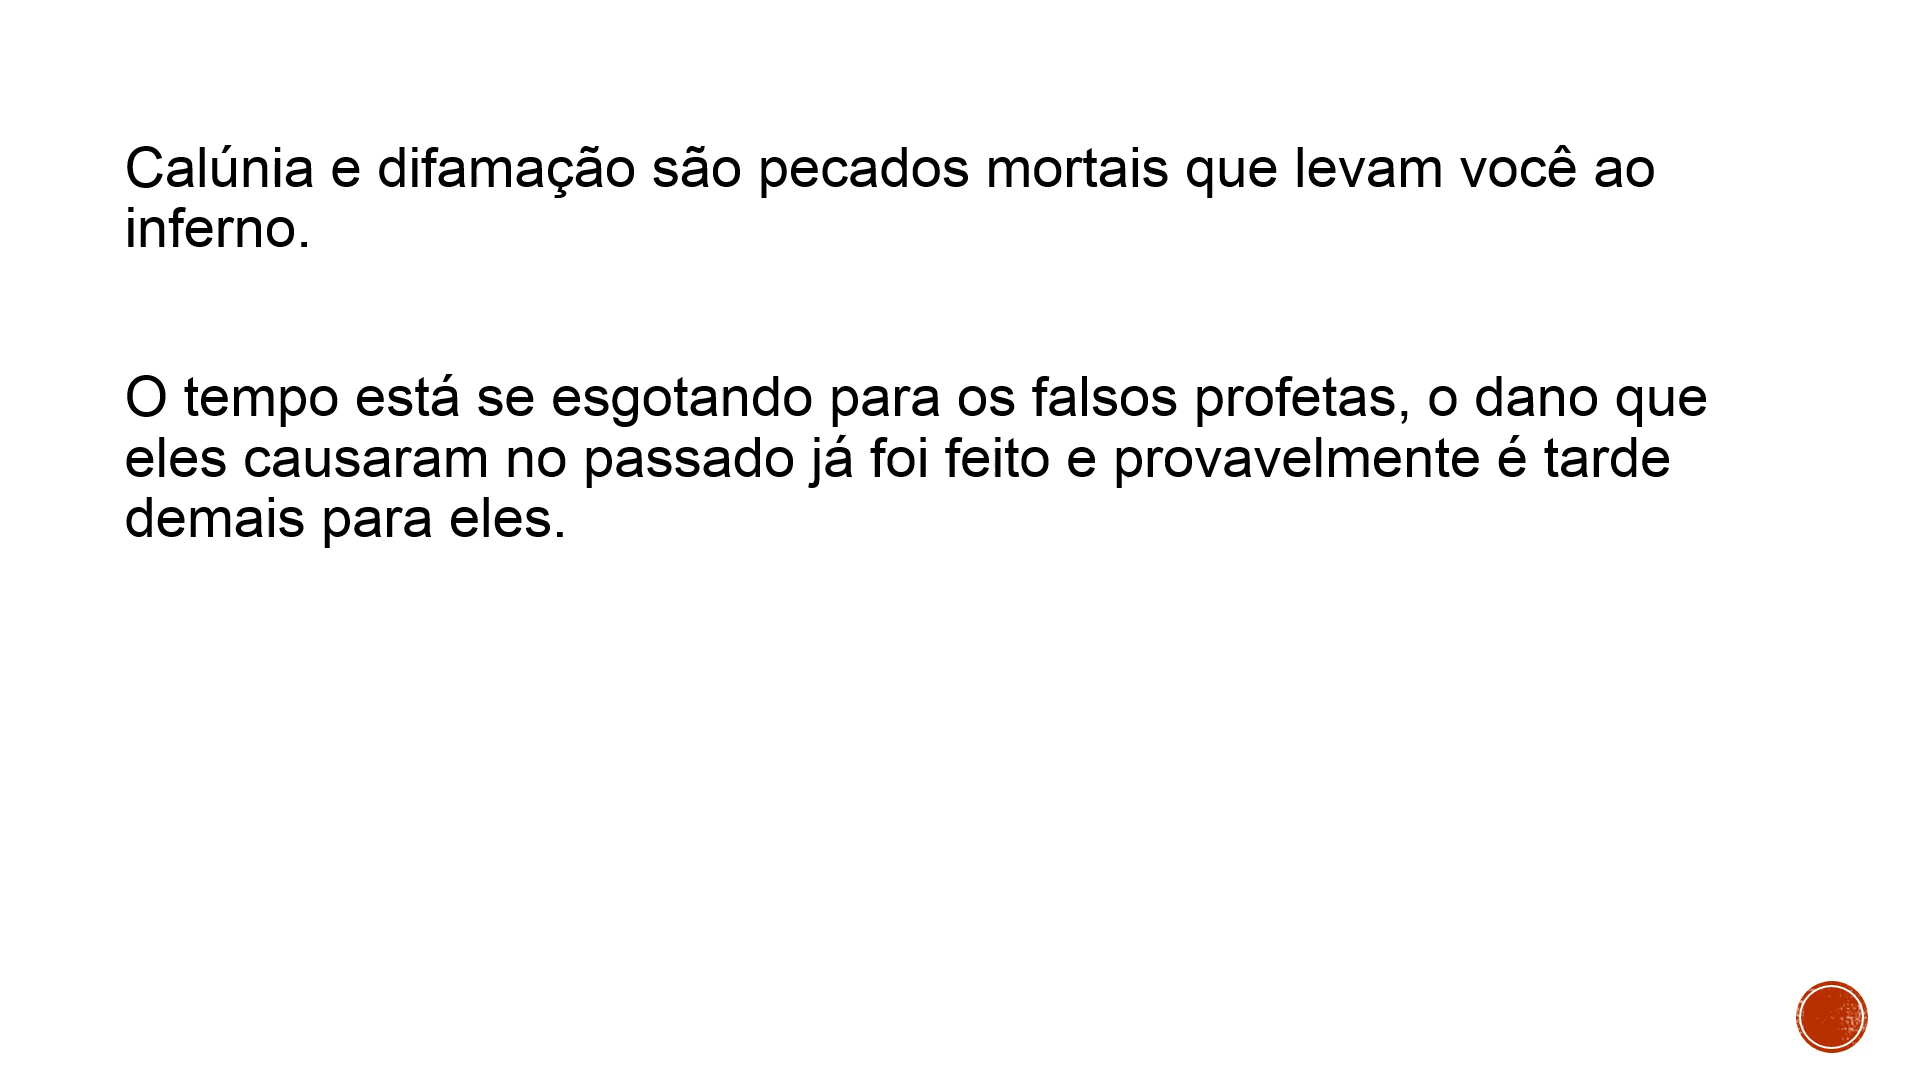 Calúnia e difamação são pecados mortais que levam você ao
inferno.
O tempo está se esgotando para os falsos profetas, o dano que
eles causaram no passado já foi feito e provavelmente é tarde
demais para eles.